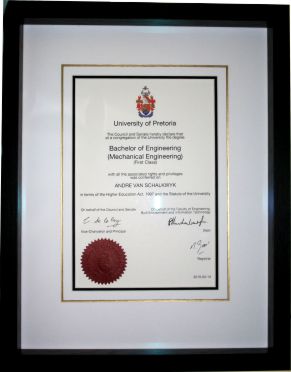 University of Pretoria
The Council and Senate hereby declare that
at a congregation of the University the degree
Bachelor of Engineering
(Mechanical Engineering)
(First Class)
with all the associated rights and privileges
was conferred on
ANDRE VAN SCHALKWYK
in terms of the Higher Education Act, 1997 and the Statute of the University
On behalf of the Council and Senate
On behalf of the Faculty of Engineering,
Built Environment and Information Technology
Vice-Chancellor and Principal
Dean
Registrar